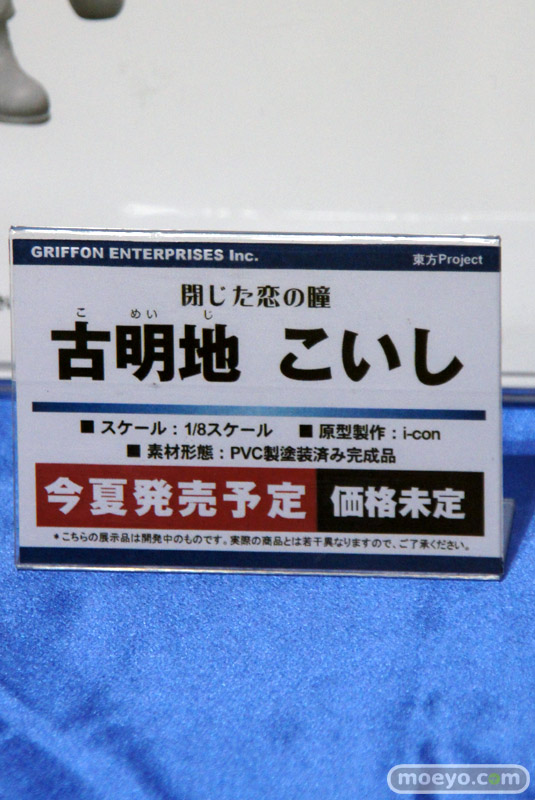 GRIFFON ENTERPRISES Inc.
東方Project
閉じた恋の瞳
こ めい じ
古明地 こいし
■ スケール：1/8スケール ■ 原型製作：i-con
■ 素材形態：PVC製塗装済み完成品
今夏発売予定 価格未定
＊こちらの展示品は開発中のものです。実際の商品とは若干異なりますので、ご了承ください。
moeyo.com